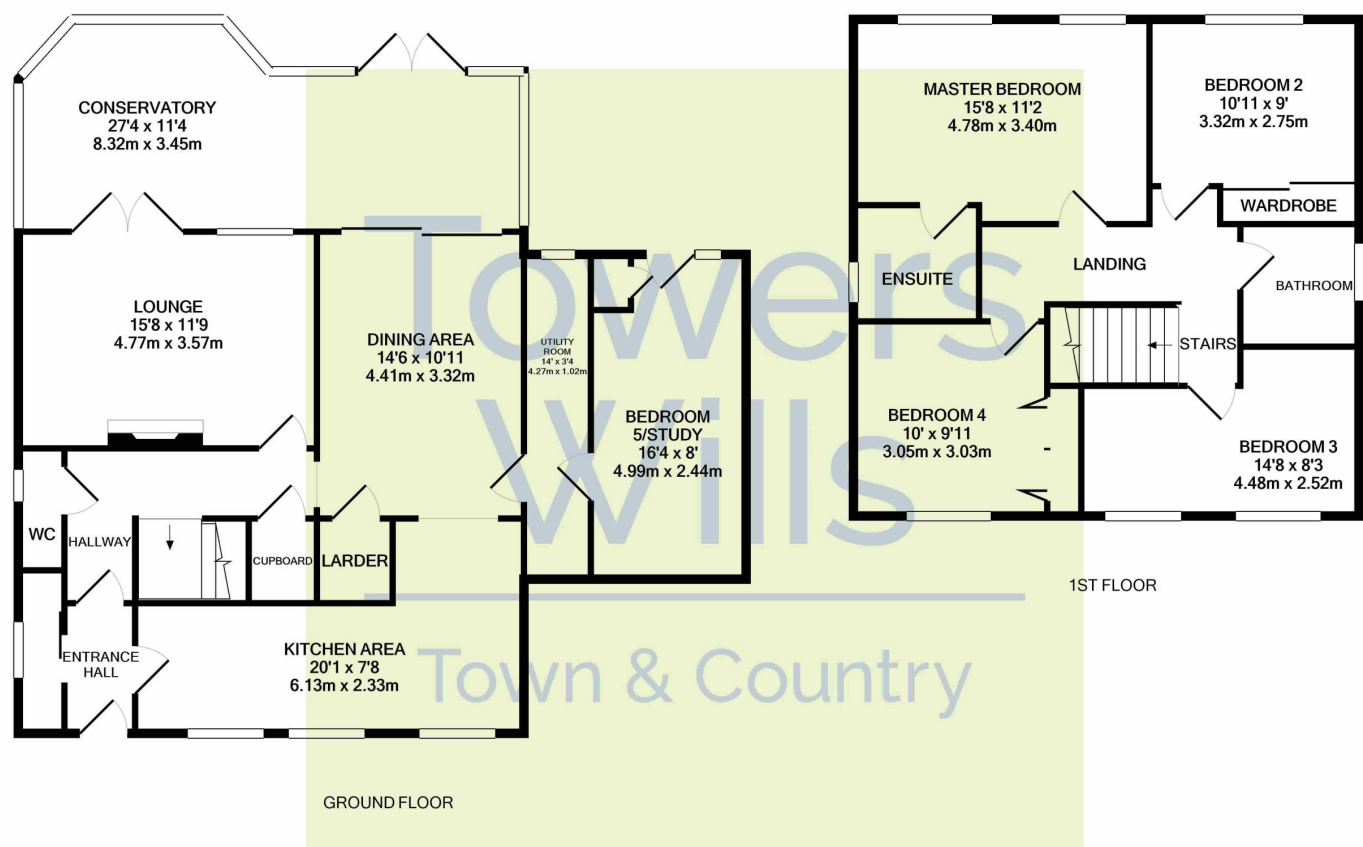 CONSERVATORY
27'4 x 11'4
8.32m x 3.45m
LOUNGE
15'8 x 11'9
4.77m x 3.57m
DINING AREA
14'6 x 10'11
4.41m x 3.32m
UTILITY
ROOM
14' x 3'4
4.27m x 1.02m
BEDROOM
5/STUDY
16'4 x 8'
4.99m x 2.44m
WC
HALLWAY
CUPBOARD
LARDER
ENTRANCE
HALL
KITCHEN AREA
20'1 x 7'8
6.13m x 2.33m
GROUND FLOOR
MASTER BEDROOM
15'8 x 11'2
4.78m x 3.40m
BEDROOM 2
10'11 x 9'
3.32m x 2.75m
WARDROBE
ENSUITE
LANDING
BATHROOM
STAIRS
BEDROOM 4
10' x 9'11
3.05m x 3.03m
BEDROOM 3
14'8 x 8'3
4.48m x 2.52m
1ST FLOOR
Towers
Wills
Town & Country